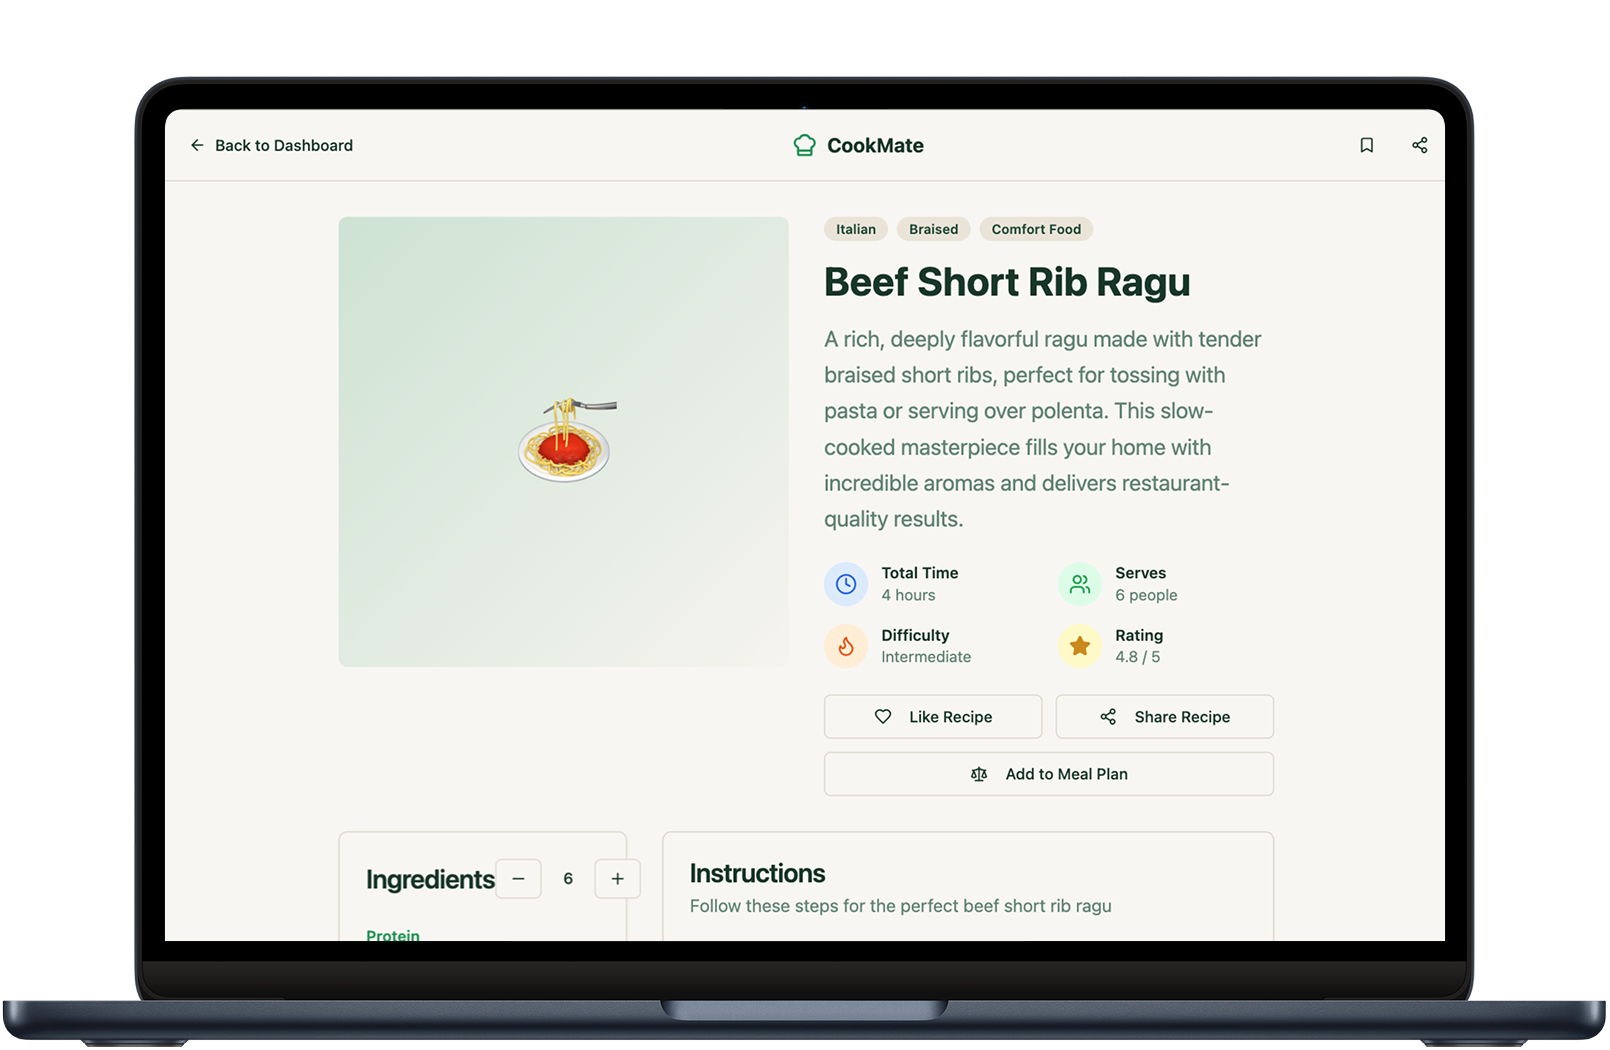 Back to Dashboard
CookMate
Italian
Braised
Comfort Food
Beef Short Rib Ragu
A rich, deeply flavorful ragu made with tender
braised short ribs, perfect for tossing with
pasta or serving over polenta. This slow-
cooked masterpiece fills your home with
incredible aromas and delivers restaurant-
quality results.
Total Time
4 hours
Serves
6 people
Difficulty
Intermediate
Rating
4.8 / 5
Like Recipe
Share Recipe
Add to Meal Plan
Ingredients
6
Protein
Instructions
Follow these steps for the perfect beef short rib ragu